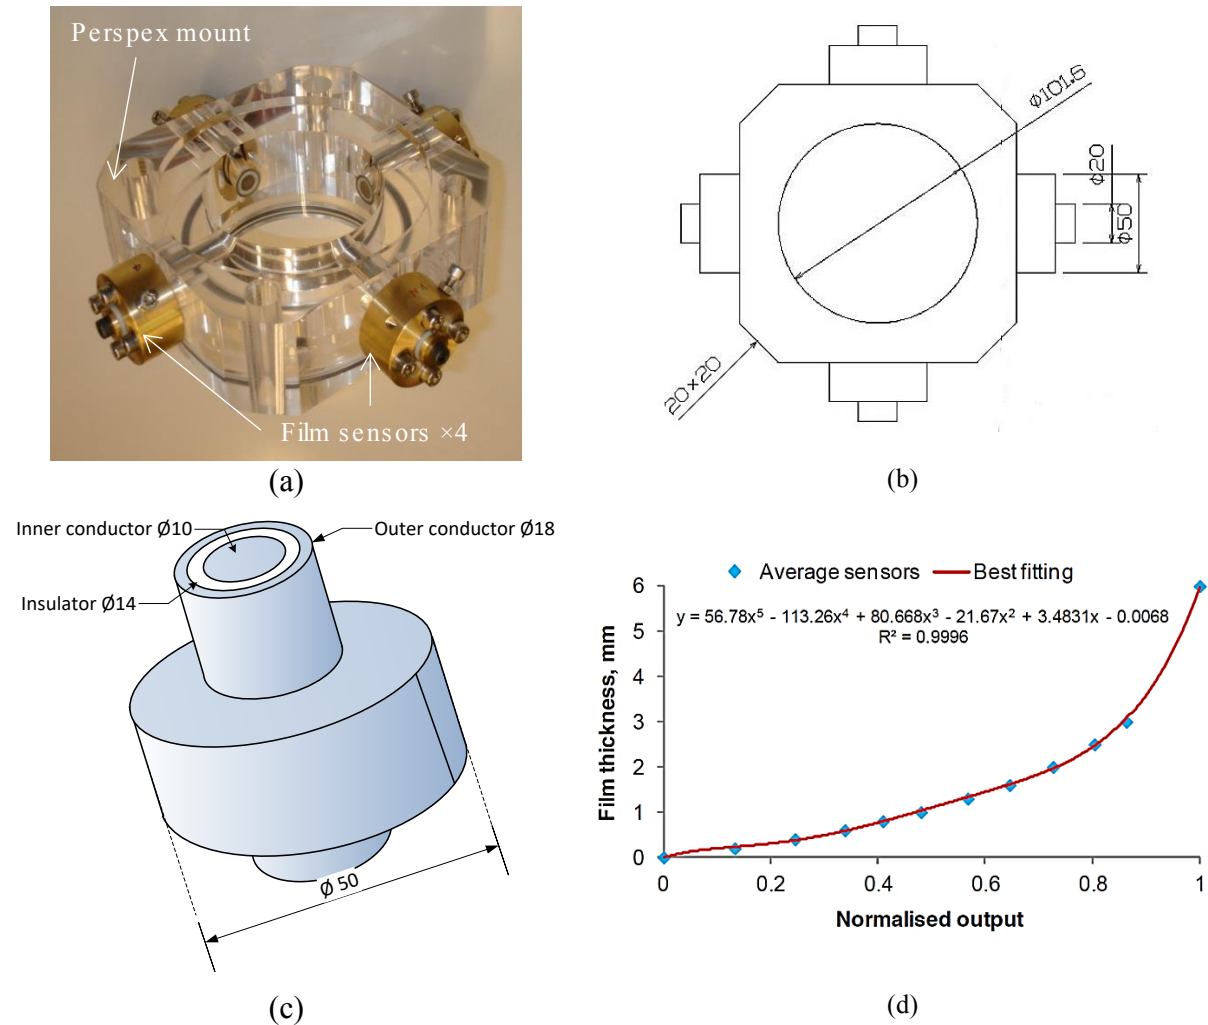 Perspex mount
Film sensors ×4
(a)
Φ101.6
Φ20
Φ50
20×20
(b)
Inner conductor Ø10
Outer conductor Ø18
Insulator Ø14
Ø 50
(c)
Average sensors
Best fitting
y = 56.78x⁵ - 113.26x⁴ + 80.668x³ - 21.67x² + 3.4831x - 0.0068
R² = 0.9996
Film thickness, mm
6
5
4
3
2
1
0
0 0.2 0.4 0.6 0.8 1
Normalised output
(d)